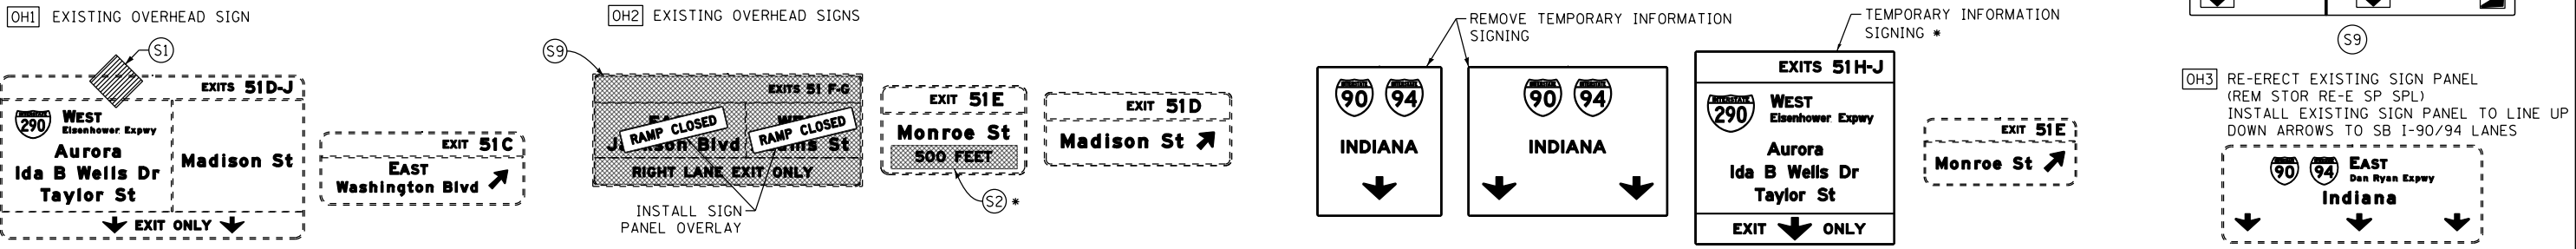 OH1 EXISTING OVERHEAD SIGN
S1
EXITS 51D-J
INTERSTATE
290 WEST
Eisenhower Expwy
Aurora
Ida B Wells Dr
Taylor St
Madison St
EXIT ONLY
EXIT 51C
EAST
Washington Blvd
OH2 EXISTING OVERHEAD SIGNS
S9
EXITS 51 F-G
RAMP CLOSED
RAMP CLOSED
RIGHT LANE EXIT ONLY
INSTALL SIGN
PANEL OVERLAY
EXIT 51E
Monroe St
500 FEET
S2 *
EXIT 51D
Madison St
REMOVE TEMPORARY INFORMATION
SIGNING
INTERSTATE INTERSTATE
90 94
INDIANA
INTERSTATE INTERSTATE
90 94
INDIANA
TEMPORARY INFORMATION
SIGNING *
EXITS 51H-J
INTERSTATE
290 WEST
Eisenhower Expwy
Aurora
Ida B Wells Dr
Taylor St
EXIT ONLY
EXIT 51E
Monroe St
S9
OH3 RE-ERECT EXISTING SIGN PANEL
(REM STOR RE-E SP SPL)
INSTALL EXISTING SIGN PANEL TO LINE UP
DOWN ARROWS TO SB I-90/94 LANES
90 94 EAST
Dan Ryan Expwy
Indiana